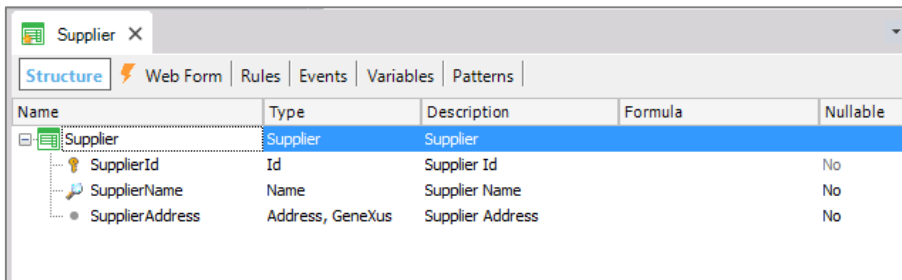 Supplier
Structure Web Form Rules Events Variables Patterns
Name Type Description Formula Nullable
Supplier Supplier Supplier
SupplierId Id Supplier Id No
SupplierName Name Supplier Name No
SupplierAddress Address, GeneXus Supplier Address No